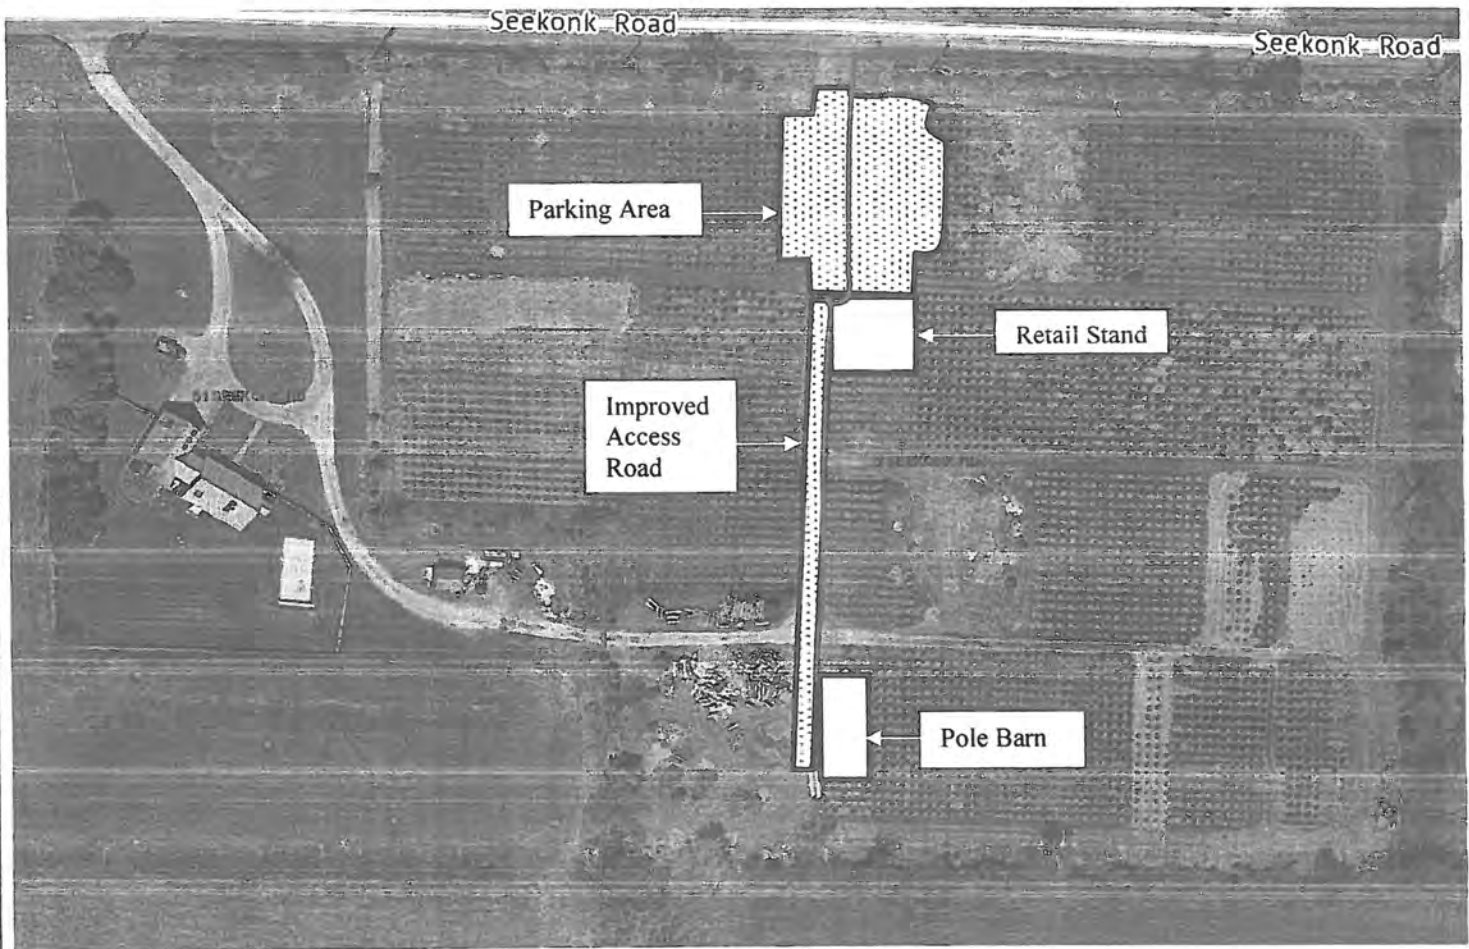 Seekonk Road
Seekonk Road
Parking Area
Retail Stand
Improved
Access
Road
Pole Barn